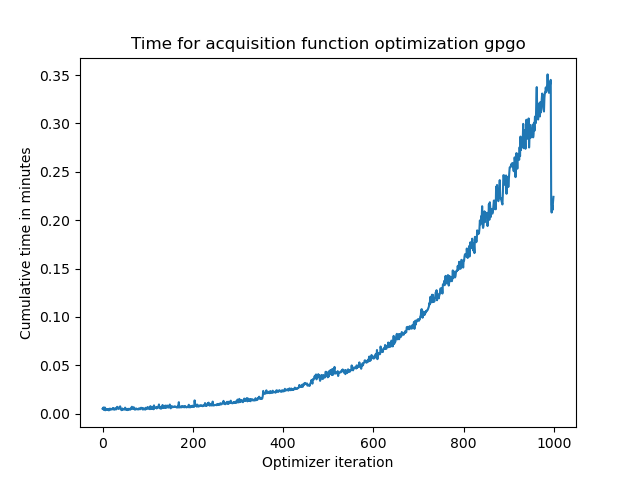 Time for acquisition function optimization gpgo
Cumulative time in minutes
0.35
0.30
0.25
0.20
0.15
0.10
0.05
0.00
0 200 400 600 800 1000
Optimizer iteration